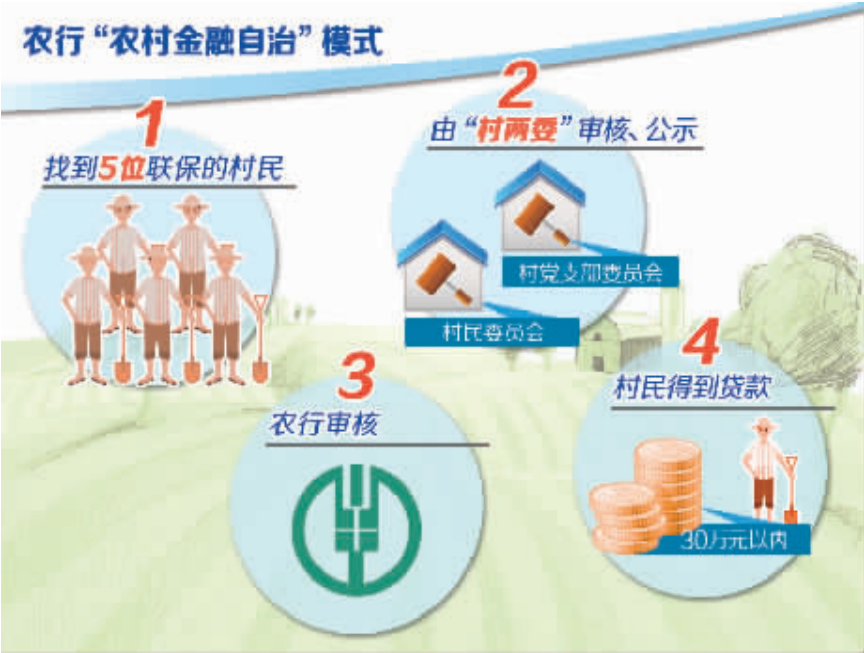 农行“农村金融自治”模式
1
找到5位联保的村民
2
由“村两委”审核、公示
村党支部委员会
村民委员会
3
农行审核
4
村民得到贷款
30万元以内